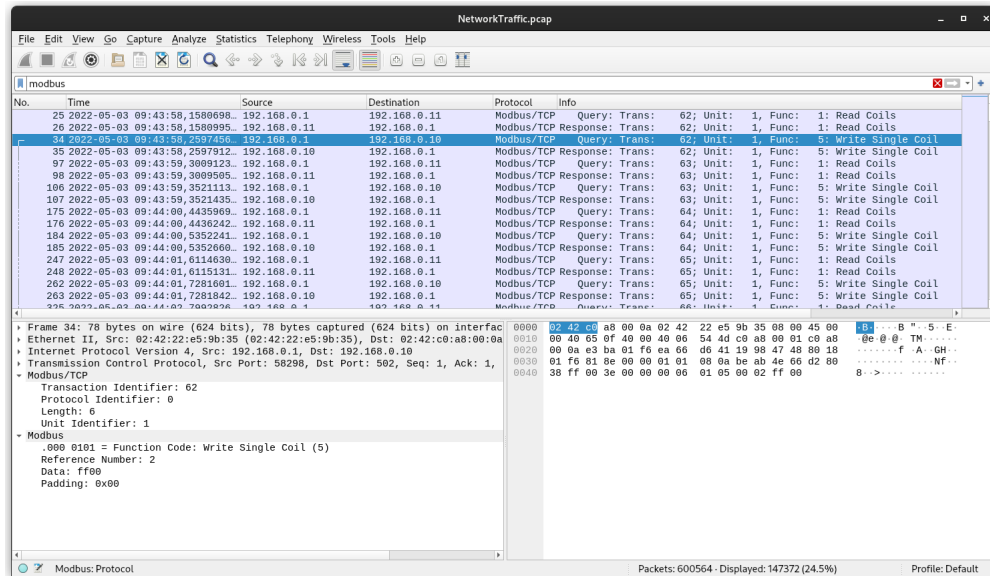 NetworkTraffic.pcap
File Edit View Go Capture Analyze Statistics Telephony Wireless Tools Help
modbus
No. Time Source Destination Protocol Info
25 2022-05-03 09:43:58,1580698… 192.168.0.1 192.168.0.11 Modbus/TCP Query: Trans: 62; Unit: 1, Func: 1: Read Coils
26 2022-05-03 09:43:58,1580995… 192.168.0.11 192.168.0.1 Modbus/TCP Response: Trans: 62; Unit: 1, Func: 1: Read Coils
34 2022-05-03 09:43:58,2597456… 192.168.0.1 192.168.0.10 Modbus/TCP Query: Trans: 62; Unit: 1, Func: 5: Write Single Coil
35 2022-05-03 09:43:58,2597912… 192.168.0.10 192.168.0.1 Modbus/TCP Response: Trans: 62; Unit: 1, Func: 5: Write Single Coil
97 2022-05-03 09:43:59,3009123… 192.168.0.1 192.168.0.11 Modbus/TCP Query: Trans: 63; Unit: 1, Func: 1: Read Coils
98 2022-05-03 09:43:59,3009505… 192.168.0.11 192.168.0.1 Modbus/TCP Response: Trans: 63; Unit: 1, Func: 1: Read Coils
106 2022-05-03 09:43:59,3521113… 192.168.0.1 192.168.0.10 Modbus/TCP Query: Trans: 63; Unit: 1, Func: 5: Write Single Coil
107 2022-05-03 09:43:59,3521435… 192.168.0.10 192.168.0.1 Modbus/TCP Response: Trans: 63; Unit: 1, Func: 5: Write Single Coil
175 2022-05-03 09:44:00,4435969… 192.168.0.1 192.168.0.11 Modbus/TCP Query: Trans: 64; Unit: 1, Func: 1: Read Coils
176 2022-05-03 09:44:00,4436242… 192.168.0.11 192.168.0.1 Modbus/TCP Response: Trans: 64; Unit: 1, Func: 1: Read Coils
184 2022-05-03 09:44:00,5352241… 192.168.0.1 192.168.0.10 Modbus/TCP Query: Trans: 64; Unit: 1, Func: 5: Write Single Coil
185 2022-05-03 09:44:00,5352660… 192.168.0.10 192.168.0.1 Modbus/TCP Response: Trans: 64; Unit: 1, Func: 5: Write Single Coil
247 2022-05-03 09:44:01,6114630… 192.168.0.1 192.168.0.11 Modbus/TCP Query: Trans: 65; Unit: 1, Func: 1: Read Coils
248 2022-05-03 09:44:01,6115131… 192.168.0.11 192.168.0.1 Modbus/TCP Response: Trans: 65; Unit: 1, Func: 1: Read Coils
262 2022-05-03 09:44:01,7281601… 192.168.0.1 192.168.0.10 Modbus/TCP Query: Trans: 65; Unit: 1, Func: 5: Write Single Coil
263 2022-05-03 09:44:01,7281842… 192.168.0.10 192.168.0.1 Modbus/TCP Response: Trans: 65; Unit: 1, Func: 5: Write Single Coil
Frame 34: 78 bytes on wire (624 bits), 78 bytes captured (624 bits) on interfac
Ethernet II, Src: 02:42:22:e5:9b:35 (02:42:22:e5:9b:35), Dst: 02:42:c0:a8:00:0a
Internet Protocol Version 4, Src: 192.168.0.1, Dst: 192.168.0.10
Transmission Control Protocol, Src Port: 58298, Dst Port: 502, Seq: 1, Ack: 1,
Modbus/TCP
Transaction Identifier: 62
Protocol Identifier: 0
Length: 6
Unit Identifier: 1
Modbus
.000 0101 = Function Code: Write Single Coil (5)
Reference Number: 2
Data: ff00
Padding: 0x00
0000 02 42 c0 a8 00 0a 02 42 22 e5 9b 35 08 00 45 00 ·B·····B "··5··E·
0010 00 40 65 0f 40 00 40 06 54 4d c0 a8 00 01 c0 a8 ·@e·@·@· TM······
0020 00 0a e3 ba 01 f6 ea 66 d6 41 19 98 47 48 80 18 ·······f ·A··GH··
0030 01 f6 81 8e 00 00 01 01 08 0a be ab 4e 66 d2 80 ········ ····Nf··
0040 38 ff 00 3e 00 00 00 06 01 05 00 02 ff 00 8··>···· ······
Modbus: Protocol Packets: 600564 · Displayed: 147372 (24.5%) Profile: Default